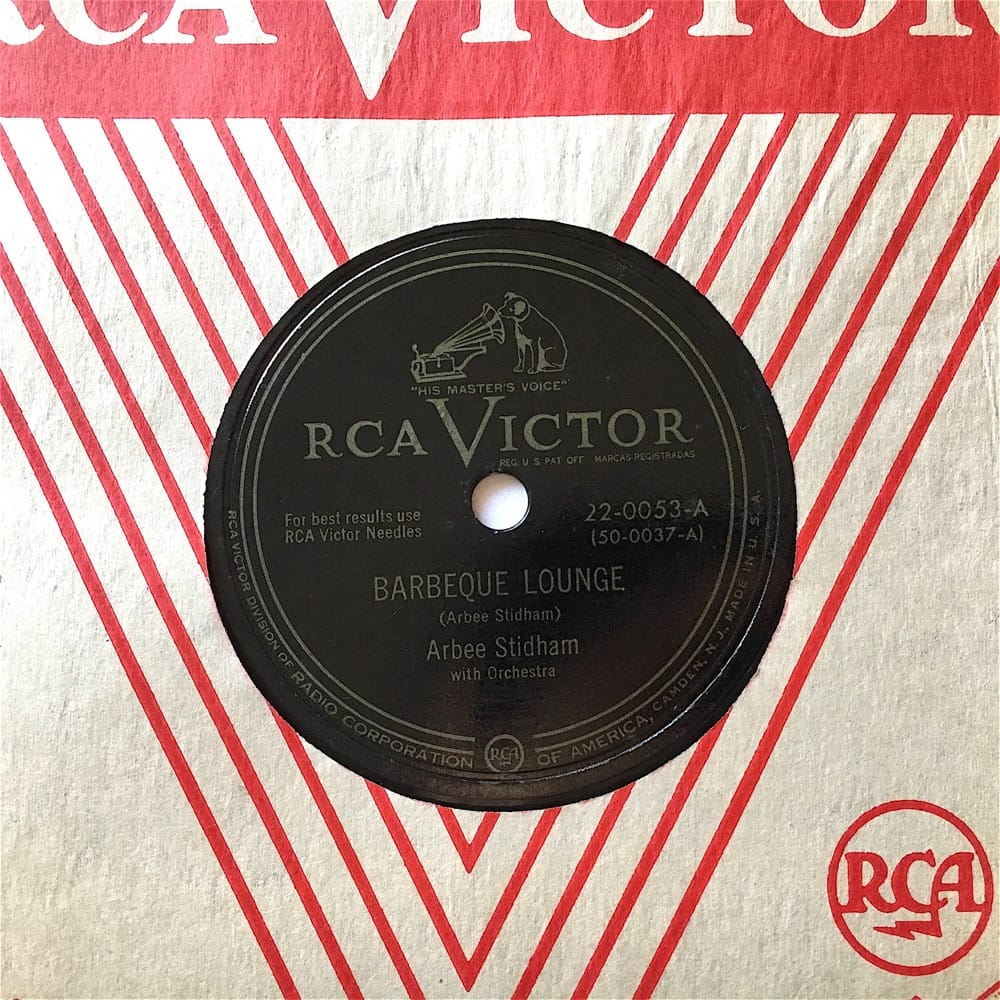 RCA VICTOR
"HIS MASTER'S VOICE"
RCA VICTOR
REG. U. S. PAT. OFF. MARCAS REGISTRADAS
For best results use
RCA Victor Needles
22-0053-A
(50-0037-A)
BARBEQUE LOUNGE
(Arbee Stidham)
Arbee Stidham
with Orchestra
RCA VICTOR DIVISION OF RADIO CORPORATION OF AMERICA, CAMDEN, N. J., MADE IN U. S. A.
RCA
RCA